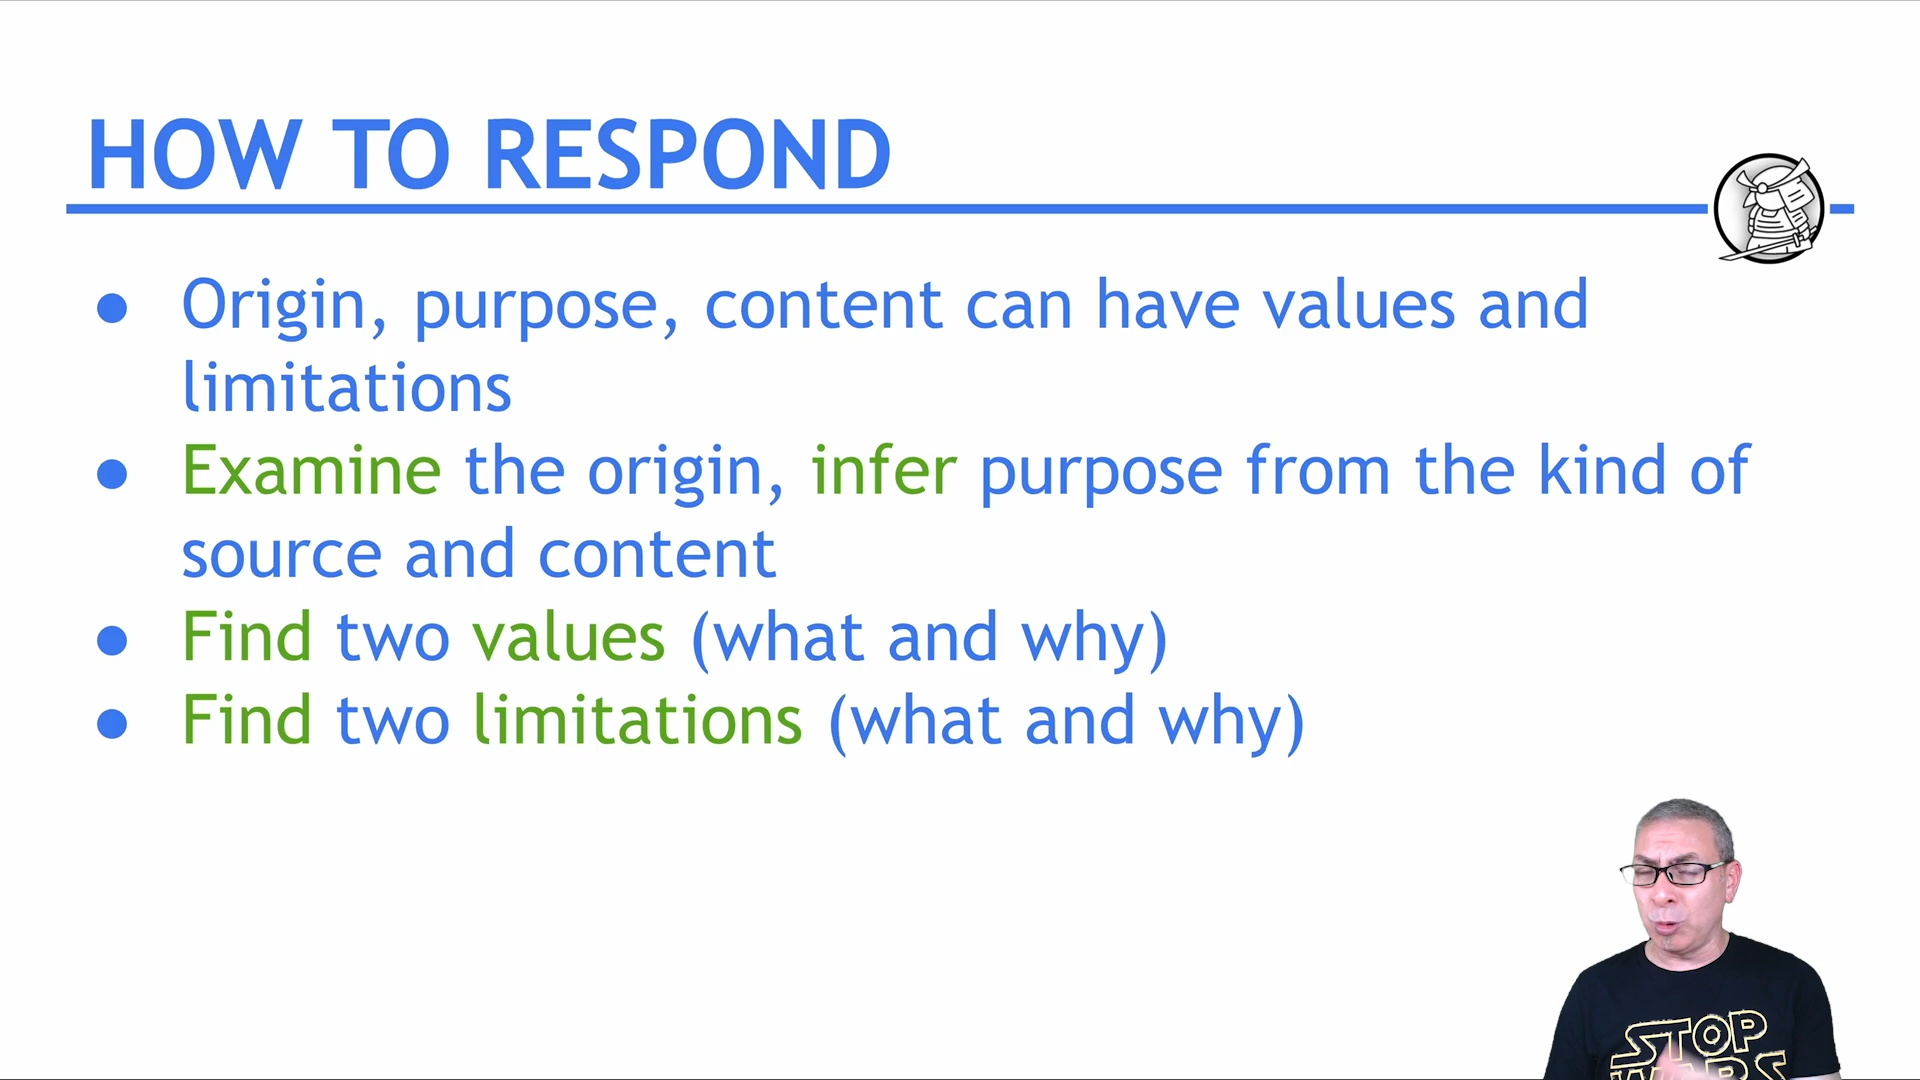 HOW TO RESPOND
● Origin, purpose, content can have values and
limitations
● Examine the origin, infer purpose from the kind of
source and content
● Find two values (what and why)
● Find two limitations (what and why)
STOP
WARS